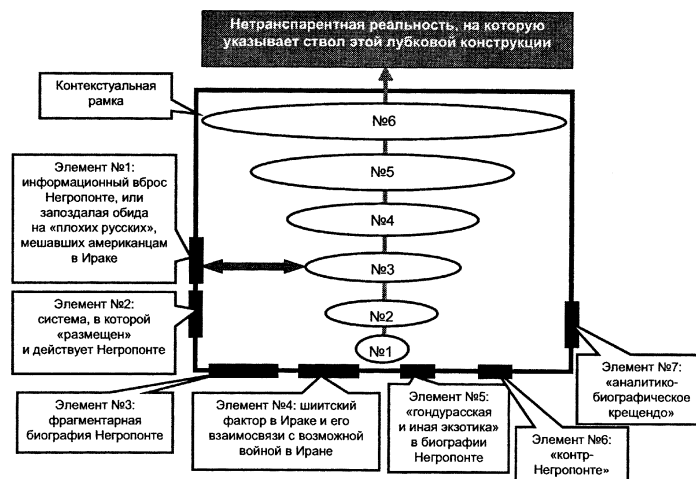 Нетранспарентная реальность, на которую
указывает ствол этой лубковой конструкции
Контекстуальная
рамка
№6
Элемент №1:
информационный вброс
Негропонте, или
запоздалая обида
на «плохих русских»,
мешавших американцам
в Ираке
№5
№4
№3
Элемент №2:
система, в которой
«размещен»
и действует Негропонте
№2
№1
Элемент №3:
фрагментарная
биография Негропонте
Элемент №4: шиитский
фактор в Ираке и его
взаимосвязи с возможной
войной в Иране
Элемент №5:
«гондурасская
и иная экзотика»
в биографии
Негропонте
Элемент №6:
«контр-
Негропонте»
Элемент №7:
«аналитико-
биографическое
крещендо»